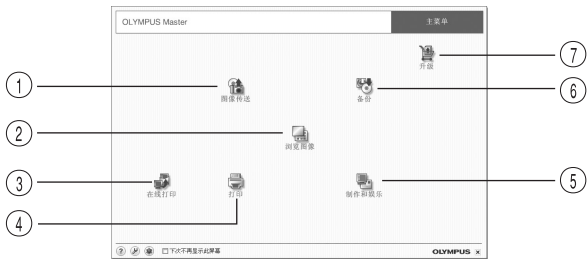 OLYMPUS Master
主菜单
7
升级
1
图像传送
备份
6
2
浏览图像
3
在线打印
打印
制作和娱乐
5
4
? 下次不再显示此屏幕
OLYMPUS ×